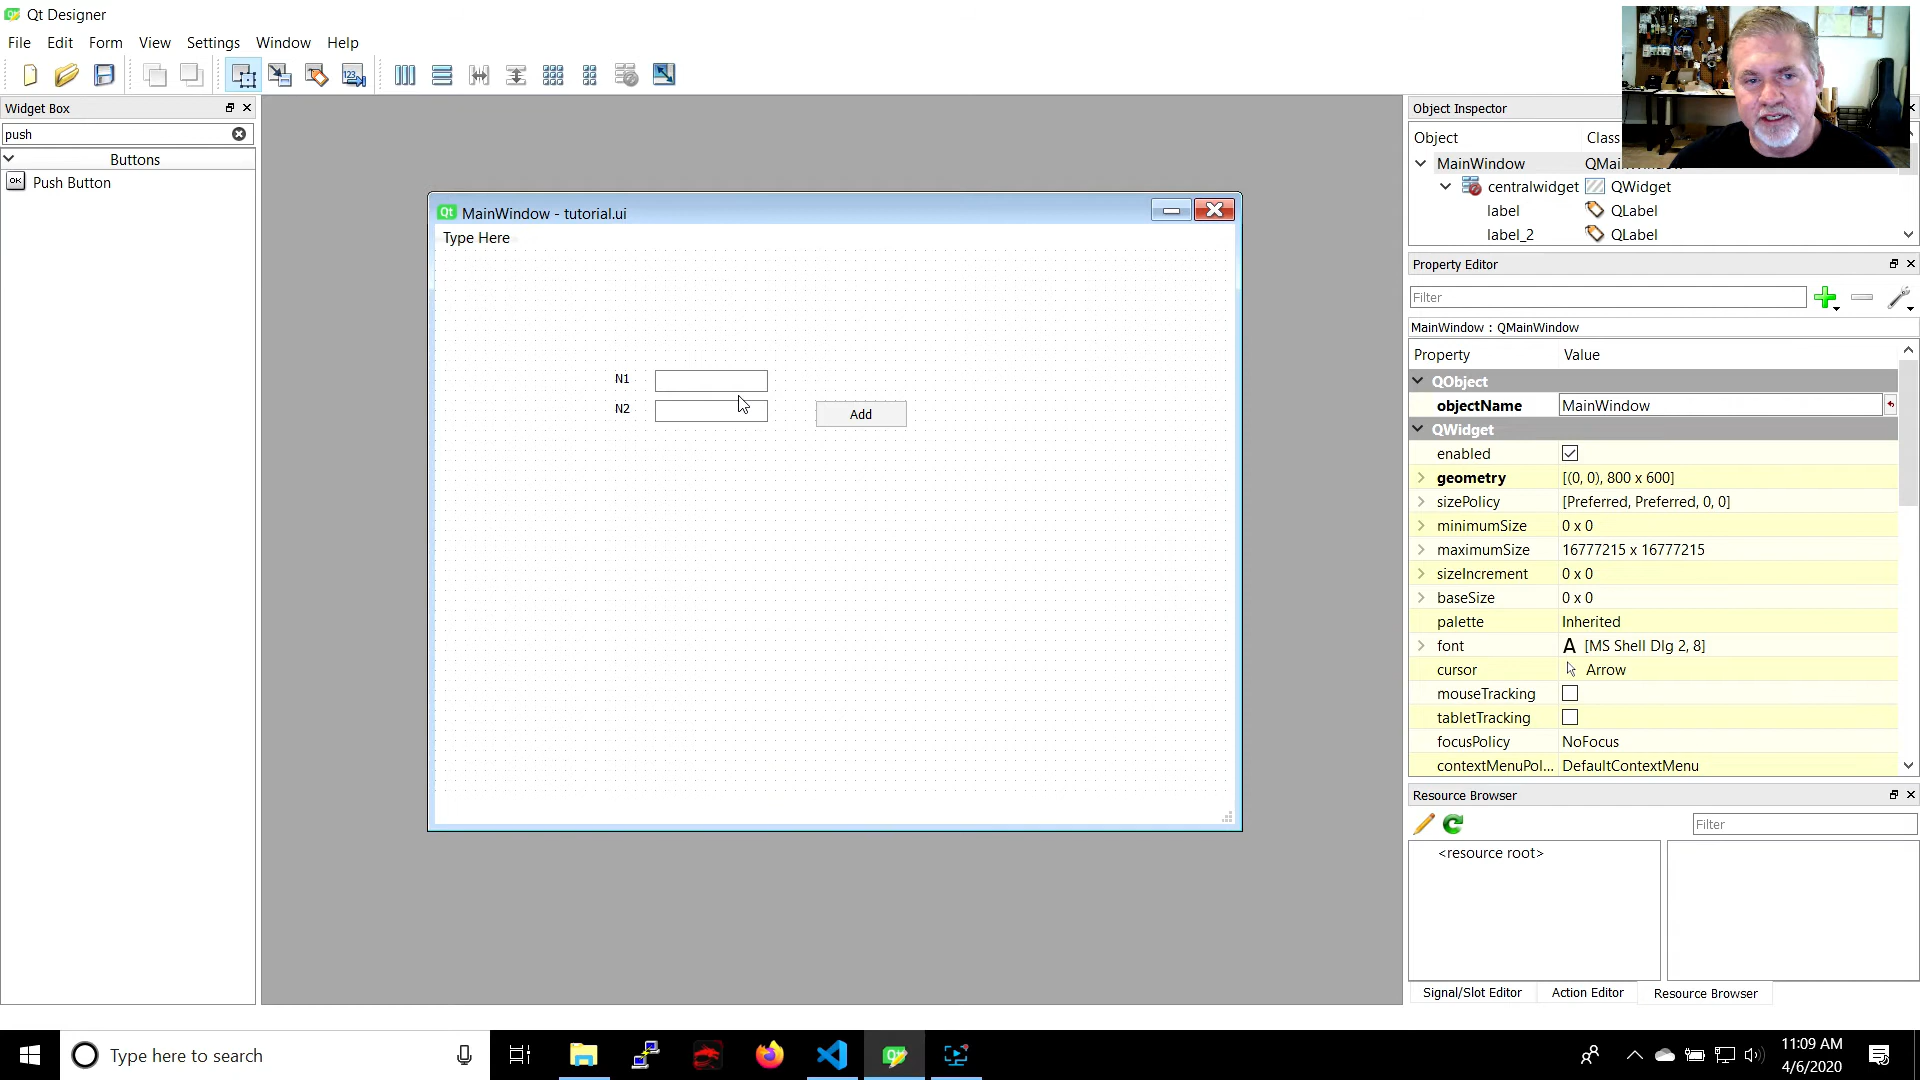 Qt Designer
File Edit Form View Settings Window Help
Widget Box
push
Buttons
Push Button
MainWindow - tutorial.ui
Type Here
N1
N2
Add
Object Inspector
Object Class
MainWindow
centralwidget QWidget
label QLabel
label_2 QLabel
Property Editor
Filter
MainWindow : QMainWindow
Property Value
QObject
objectName MainWindow
QWidget
enabled
geometry [(0, 0), 800 x 600]
sizePolicy [Preferred, Preferred, 0, 0]
minimumSize 0 x 0
maximumSize 16777215 x 16777215
sizeIncrement 0 x 0
baseSize 0 x 0
palette Inherited
font A [MS Shell Dlg 2, 8]
cursor Arrow
mouseTracking
tabletTracking
focusPolicy NoFocus
contextMenuPol... DefaultContextMenu
Resource Browser
Filter
<resource root>
Signal/Slot Editor Action Editor Resource Browser
Type here to search
11:09 AM
4/6/2020